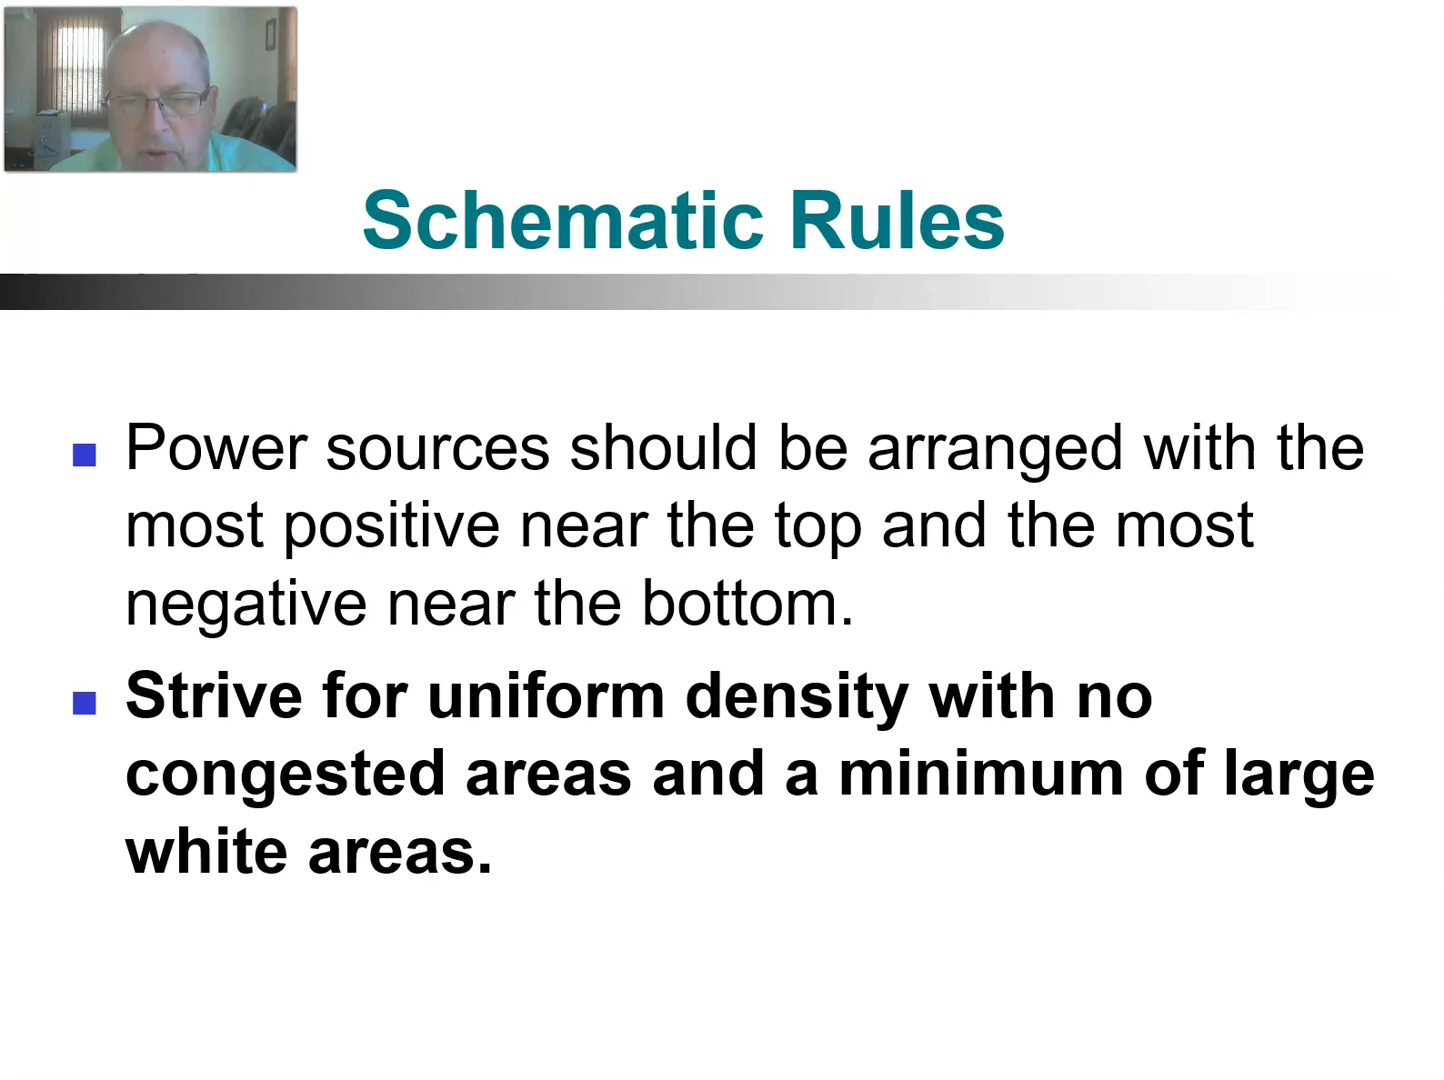 Schematic Rules
Power sources should be arranged with the
most positive near the top and the most
negative near the bottom.
Strive for uniform density with no
congested areas and a minimum of large
white areas.